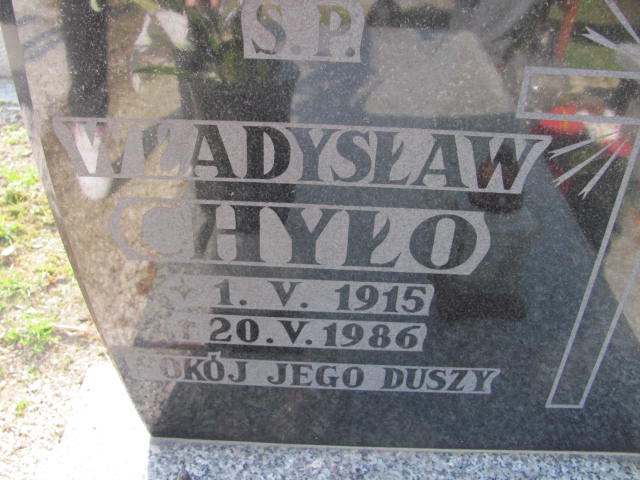 S.P.
WŁADYSŁAW
CHYŁO
* 1. V. 1915
† 20.V.1986
POKÓJ JEGO DUSZY